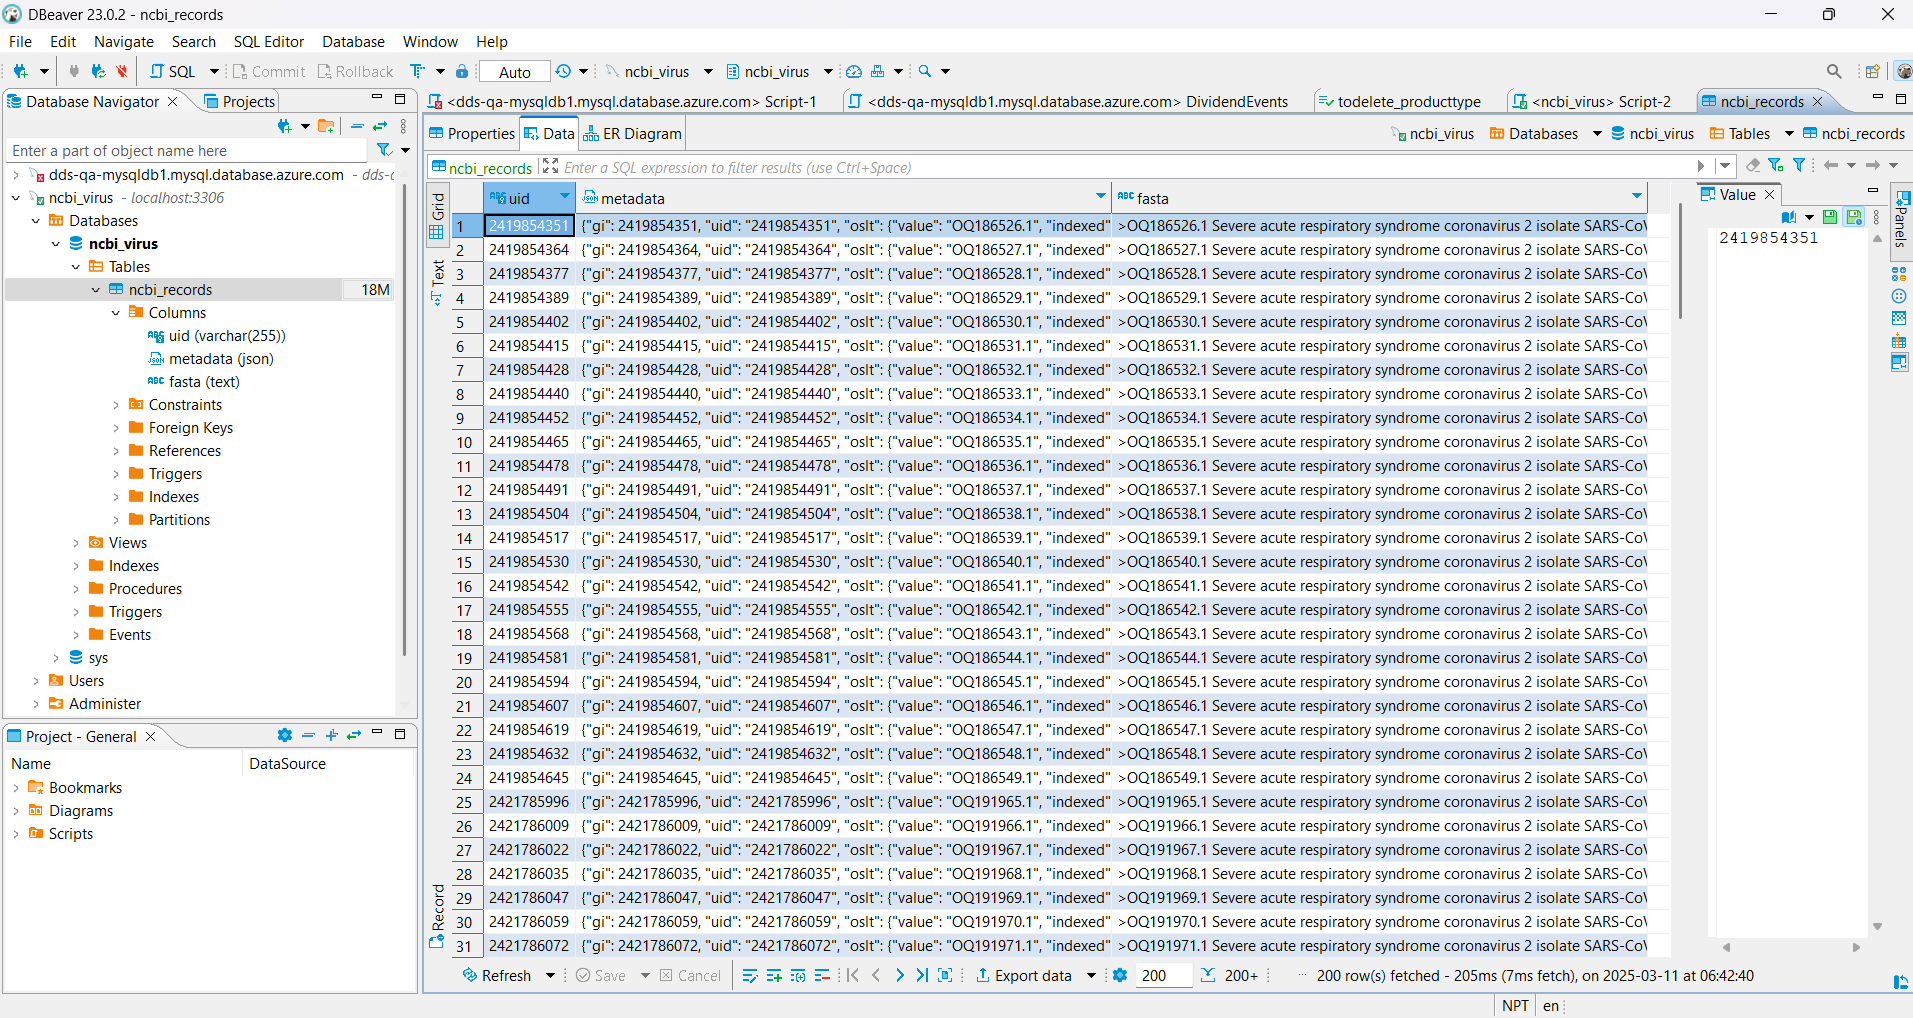 DBeaver 23.0.2 - ncbi_records
File Edit Navigate Search SQL Editor Database Window Help
SQL Commit Rollback Auto ncbi_virus ncbi_virus
Database Navigator Projects
<dds-qa-mysqldb1.mysql.database.azure.com> Script-1 <dds-qa-mysqldb1.mysql.database.azure.com> DividendEvents todelete_producttype <ncbi_virus> Script-2 ncbi_records
Enter a part of object name here
dds-qa-mysqldb1.mysql.database.azure.com - dds-c
ncbi_virus - localhost:3306
Databases
ncbi_virus
Tables
ncbi_records 18M
Columns
uid (varchar(255))
metadata (json)
fasta (text)
Constraints
Foreign Keys
References
Triggers
Indexes
Partitions
Views
Indexes
Procedures
Triggers
Events
sys
Users
Administer
Project - General
Name DataSource
Bookmarks
Diagrams
Scripts
Properties Data ER Diagram ncbi_virus Databases ncbi_virus Tables ncbi_records
ncbi_records Enter a SQL expression to filter results (use Ctrl+Space)
Grid
Text
Record
uid metadata fasta
1 2419854351 {"gi": 2419854351, "uid": "2419854351", "oslt": {"value": "OQ186526.1", "indexed" >OQ186526.1 Severe acute respiratory syndrome coronavirus 2 isolate SARS-CoV
2 2419854364 {"gi": 2419854364, "uid": "2419854364", "oslt": {"value": "OQ186527.1", "indexed" >OQ186527.1 Severe acute respiratory syndrome coronavirus 2 isolate SARS-CoV
3 2419854377 {"gi": 2419854377, "uid": "2419854377", "oslt": {"value": "OQ186528.1", "indexed" >OQ186528.1 Severe acute respiratory syndrome coronavirus 2 isolate SARS-CoV
4 2419854389 {"gi": 2419854389, "uid": "2419854389", "oslt": {"value": "OQ186529.1", "indexed" >OQ186529.1 Severe acute respiratory syndrome coronavirus 2 isolate SARS-CoV
5 2419854402 {"gi": 2419854402, "uid": "2419854402", "oslt": {"value": "OQ186530.1", "indexed" >OQ186530.1 Severe acute respiratory syndrome coronavirus 2 isolate SARS-CoV
6 2419854415 {"gi": 2419854415, "uid": "2419854415", "oslt": {"value": "OQ186531.1", "indexed" >OQ186531.1 Severe acute respiratory syndrome coronavirus 2 isolate SARS-CoV
7 2419854428 {"gi": 2419854428, "uid": "2419854428", "oslt": {"value": "OQ186532.1", "indexed" >OQ186532.1 Severe acute respiratory syndrome coronavirus 2 isolate SARS-CoV
8 2419854440 {"gi": 2419854440, "uid": "2419854440", "oslt": {"value": "OQ186533.1", "indexed" >OQ186533.1 Severe acute respiratory syndrome coronavirus 2 isolate SARS-CoV
9 2419854452 {"gi": 2419854452, "uid": "2419854452", "oslt": {"value": "OQ186534.1", "indexed" >OQ186534.1 Severe acute respiratory syndrome coronavirus 2 isolate SARS-CoV
10 2419854465 {"gi": 2419854465, "uid": "2419854465", "oslt": {"value": "OQ186535.1", "indexed" >OQ186535.1 Severe acute respiratory syndrome coronavirus 2 isolate SARS-CoV
11 2419854478 {"gi": 2419854478, "uid": "2419854478", "oslt": {"value": "OQ186536.1", "indexed" >OQ186536.1 Severe acute respiratory syndrome coronavirus 2 isolate SARS-CoV
12 2419854491 {"gi": 2419854491, "uid": "2419854491", "oslt": {"value": "OQ186537.1", "indexed" >OQ186537.1 Severe acute respiratory syndrome coronavirus 2 isolate SARS-CoV
13 2419854504 {"gi": 2419854504, "uid": "2419854504", "oslt": {"value": "OQ186538.1", "indexed" >OQ186538.1 Severe acute respiratory syndrome coronavirus 2 isolate SARS-CoV
14 2419854517 {"gi": 2419854517, "uid": "2419854517", "oslt": {"value": "OQ186539.1", "indexed" >OQ186539.1 Severe acute respiratory syndrome coronavirus 2 isolate SARS-CoV
15 2419854530 {"gi": 2419854530, "uid": "2419854530", "oslt": {"value": "OQ186540.1", "indexed" >OQ186540.1 Severe acute respiratory syndrome coronavirus 2 isolate SARS-CoV
16 2419854542 {"gi": 2419854542, "uid": "2419854542", "oslt": {"value": "OQ186541.1", "indexed" >OQ186541.1 Severe acute respiratory syndrome coronavirus 2 isolate SARS-CoV
17 2419854555 {"gi": 2419854555, "uid": "2419854555", "oslt": {"value": "OQ186542.1", "indexed" >OQ186542.1 Severe acute respiratory syndrome coronavirus 2 isolate SARS-CoV
18 2419854568 {"gi": 2419854568, "uid": "2419854568", "oslt": {"value": "OQ186543.1", "indexed" >OQ186543.1 Severe acute respiratory syndrome coronavirus 2 isolate SARS-CoV
19 2419854581 {"gi": 2419854581, "uid": "2419854581", "oslt": {"value": "OQ186544.1", "indexed" >OQ186544.1 Severe acute respiratory syndrome coronavirus 2 isolate SARS-CoV
20 2419854594 {"gi": 2419854594, "uid": "2419854594", "oslt": {"value": "OQ186545.1", "indexed" >OQ186545.1 Severe acute respiratory syndrome coronavirus 2 isolate SARS-CoV
21 2419854607 {"gi": 2419854607, "uid": "2419854607", "oslt": {"value": "OQ186546.1", "indexed" >OQ186546.1 Severe acute respiratory syndrome coronavirus 2 isolate SARS-CoV
22 2419854619 {"gi": 2419854619, "uid": "2419854619", "oslt": {"value": "OQ186547.1", "indexed" >OQ186547.1 Severe acute respiratory syndrome coronavirus 2 isolate SARS-CoV
23 2419854632 {"gi": 2419854632, "uid": "2419854632", "oslt": {"value": "OQ186548.1", "indexed" >OQ186548.1 Severe acute respiratory syndrome coronavirus 2 isolate SARS-CoV
24 2419854645 {"gi": 2419854645, "uid": "2419854645", "oslt": {"value": "OQ186549.1", "indexed" >OQ186549.1 Severe acute respiratory syndrome coronavirus 2 isolate SARS-CoV
25 2421785996 {"gi": 2421785996, "uid": "2421785996", "oslt": {"value": "OQ191965.1", "indexed" >OQ191965.1 Severe acute respiratory syndrome coronavirus 2 isolate SARS-CoV
26 2421786009 {"gi": 2421786009, "uid": "2421786009", "oslt": {"value": "OQ191966.1", "indexed" >OQ191966.1 Severe acute respiratory syndrome coronavirus 2 isolate SARS-CoV
27 2421786022 {"gi": 2421786022, "uid": "2421786022", "oslt": {"value": "OQ191967.1", "indexed" >OQ191967.1 Severe acute respiratory syndrome coronavirus 2 isolate SARS-CoV
28 2421786035 {"gi": 2421786035, "uid": "2421786035", "oslt": {"value": "OQ191968.1", "indexed" >OQ191968.1 Severe acute respiratory syndrome coronavirus 2 isolate SARS-CoV
29 2421786047 {"gi": 2421786047, "uid": "2421786047", "oslt": {"value": "OQ191969.1", "indexed" >OQ191969.1 Severe acute respiratory syndrome coronavirus 2 isolate SARS-CoV
30 2421786059 {"gi": 2421786059, "uid": "2421786059", "oslt": {"value": "OQ191970.1", "indexed" >OQ191970.1 Severe acute respiratory syndrome coronavirus 2 isolate SARS-CoV
31 2421786072 {"gi": 2421786072, "uid": "2421786072", "oslt": {"value": "OQ191971.1", "indexed" >OQ191971.1 Severe acute respiratory syndrome coronavirus 2 isolate SARS-CoV
Value
2419854351
Panels
Refresh Save Cancel Export data 200 200+ ... 200 row(s) fetched - 205ms (7ms fetch), on 2025-03-11 at 06:42:40
NPT en